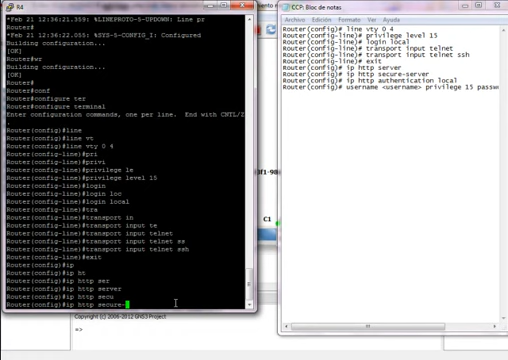 R4
*Feb 21 12:56:21.359: %LINEPROTO-5-UPDOWN: Line pr
Router#
*Feb 21 12:56:22.055: %SYS-5-CONFIG_I: Configured
Building configuration...
[OK]
Router#wr
Building configuration...
[OK]
Router#
Router#conf
Router#configure ter
Router#configure terminal
Enter configuration commands, one per line. End with CNTL/Z
.
Router(config)#line
Router(config)#line vt
Router(config)#line vty 0 4
Router(config-line)#pri
Router(config-line)#privi
Router(config-line)#privilege le
Router(config-line)#privilege level 15
Router(config-line)#login
Router(config-line)#login loc
Router(config-line)#login local
Router(config-line)#tra
Router(config-line)#transport in
Router(config-line)#transport input te
Router(config-line)#transport input telnet
Router(config-line)#transport input telnet ss
Router(config-line)#transport input telnet ssh
Router(config-line)#exit
Router(config)#ip
Router(config)#ip ht
Router(config)#ip http ser
Router(config)#ip http server
Router(config)#ip http secu
Router(config)#ip http secure-
CCP: Bloc de notas
Archivo Edición Formato Ver Ayuda
Router(config)# line vty 0 4
Router(config-line)# privilege level 15
Router(config-line)# login local
Router(config-line)# transport input telnet
Router(config-line)# transport input telnet ssh
Router(config-line)# exit
Router(config)# ip http server
Router(config)# ip http secure-server
Router(config)# ip http authentication local
Router(config)# username <username> privilege 15 passw
C1
Copyright (c) 2006-2012 GNS3 Project
=>